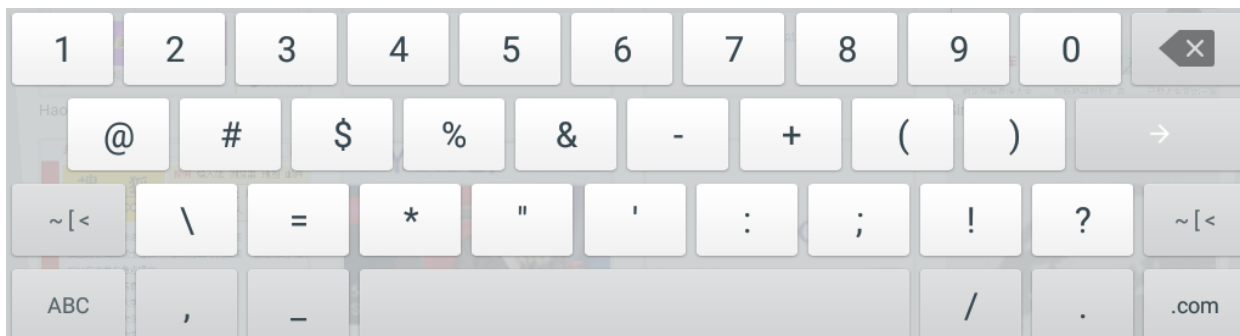 1 2 3 4 5 6 7 8 9 0
@ # $ % & - + ( )
~[< \ = * " ' : ; ! ? ~[<
ABC , _ / . .com